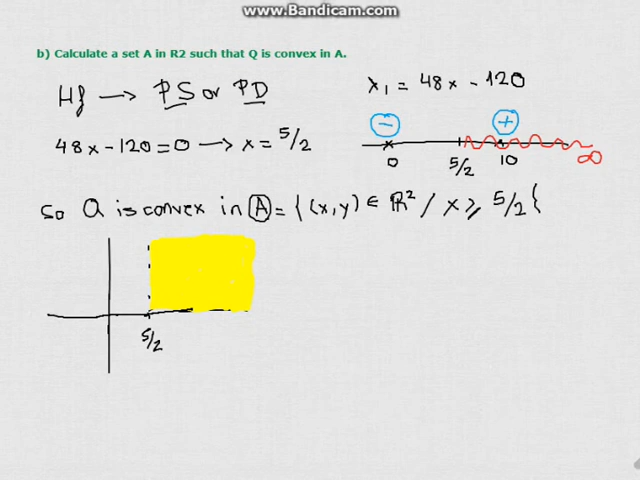 www.Bandicam.com
b) Calculate a set A in R2 such that Q is convex in A.
Hf → PS or PD
λ1 = 48x - 120
48x - 120 = 0 → x = 5/2
- +
0 5/2 10 ∞
So Q is convex in A = { (x,y) ∈ ℝ² / x ≥ 5/2 {
5/2